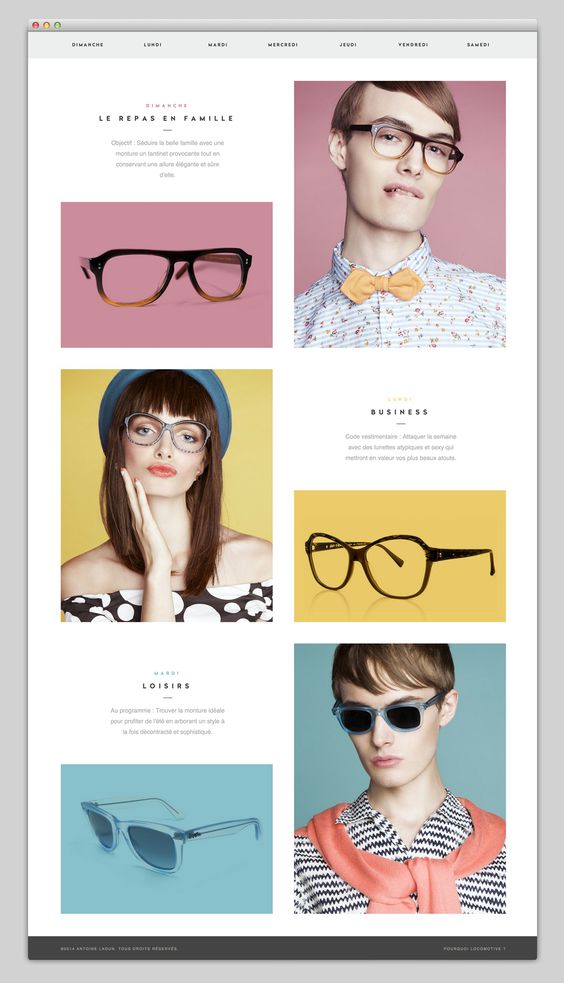 DIMANCHE LUNDI MARDI MERCREDI JEUDI VENDREDI SAMEDI
DIMANCHE
LE REPAS EN FAMILLE
Objectif : Séduire la belle famille avec une
monture un tantinet provocante tout en
conservant une allure élégante et sûre
d'elle.
LUNDI
BUSINESS
Code vestimentaire : Attaquer la semaine
avec des lunettes atypiques et sexy qui
mettront en valeur vos plus beaux atouts.
MARDI
LOISIRS
Au programme : Trouver la monture idéale
pour profiter de l'été en arborant un style à
la fois décontracté et sophistiqué.
©2014 ANTOINE LAOUN. TOUS DROITS RÉSERVÉS.
POURQUOI LOCOMOTIVE ?